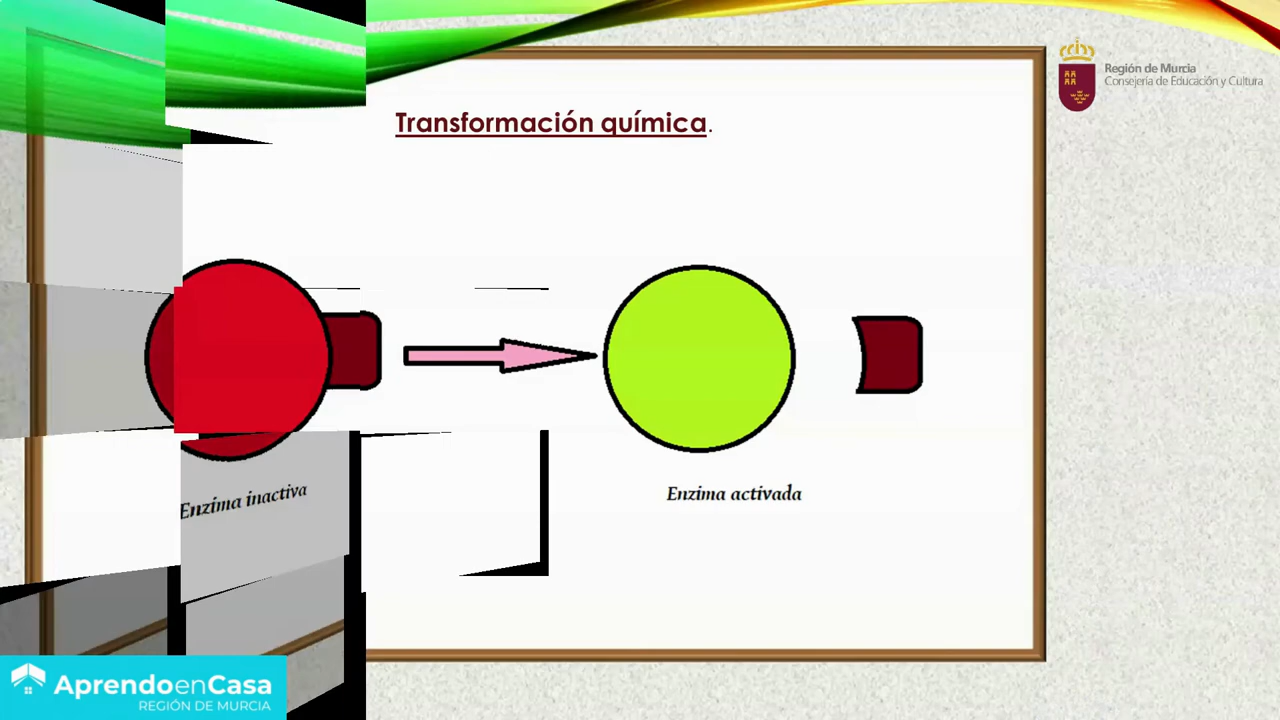 Región de Murcia
Consejería de Educación y Cultura
Transformación química.
Enzima inactiva
Enzima activada
AprendoenCasa
REGIÓN DE MURCIA